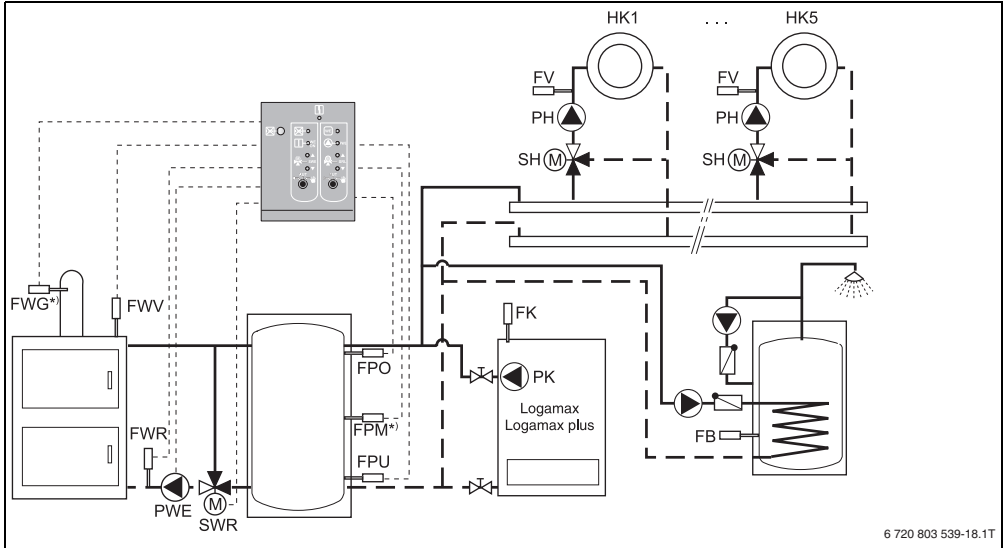 HK1 ... HK5
FV FV
PH PH
SH M SH M
FWG*) FWV
FK
FPO
PK
Logamax
Logamax plus
FPM*)
FWR
FB
FPU
PWE
M
SWR
6 720 803 539-18.1T